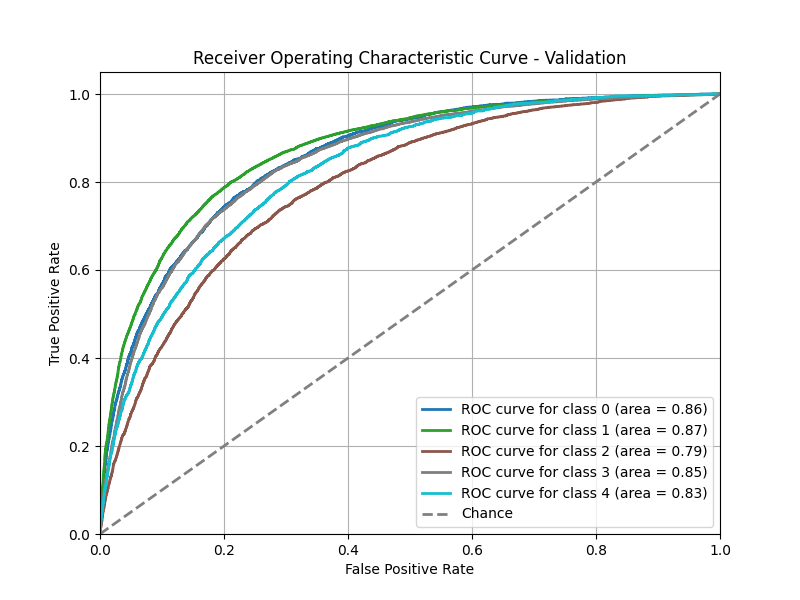 Receiver Operating Characteristic Curve - Validation
True Positive Rate
1.0
0.8
0.6
0.4
0.2
0.0
0.0 0.2 0.4 0.6 0.8 1.0
False Positive Rate
ROC curve for class 0 (area = 0.86)
ROC curve for class 1 (area = 0.87)
ROC curve for class 2 (area = 0.79)
ROC curve for class 3 (area = 0.85)
ROC curve for class 4 (area = 0.83)
Chance